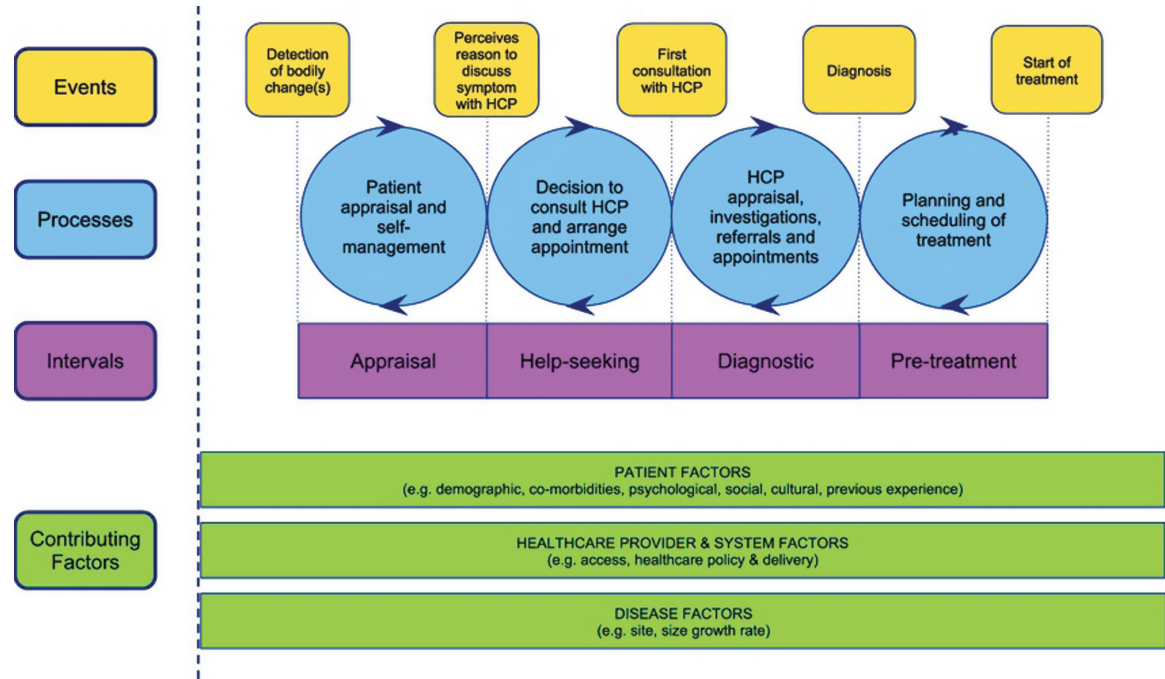 Events
Detection
of bodily
change(s)
Perceives
reason to
discuss
symptom
with HCP
First
consultation
with HCP
Diagnosis
Start of
treatment
Processes
Patient
appraisal and
self-
management
Decision to
consult HCP
and arrange
appointment
HCP
appraisal,
investigations,
referrals and
appointments
Planning and
scheduling of
treatment
Intervals
Appraisal
Help-seeking
Diagnostic
Pre-treatment
Contributing
Factors
PATIENT FACTORS
(e.g. demographic, co-morbidities, psychological, social, cultural, previous experience)
HEALTHCARE PROVIDER & SYSTEM FACTORS
(e.g. access, healthcare policy & delivery)
DISEASE FACTORS
(e.g. site, size growth rate)